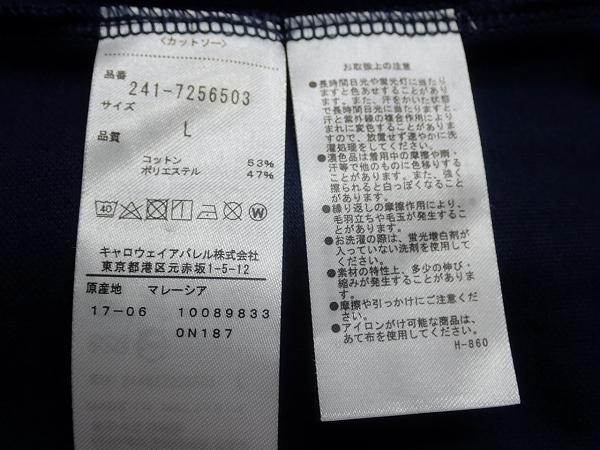 〈カットソー〉
品番
241-7256503
サイズ
L
品質
コットン 53%
ポリエステル 47%
40
W
キャロウェイアパレル株式会社
東京都港区元赤坂1-5-12
原産地 マレーシア
17-06 10089833
0N187
お取扱上の注意
●長時間日光や蛍光灯に当たり
ますと色あせすることがあり
ます。また、汗をかいた状態
で長時間日光に当たりますと、
汗と紫外線の複合作用により
まれに変色することがありま
すので、放置せず速やかに洗
濯処理をしてください。
●濃色品は着用中の摩擦や雨・
汗等で他のものに色移りする
ことがあります。また、強く
擦られると白っぽくなること
があります。
●繰り返しの摩擦作用により、
毛羽立ちや毛玉が発生するこ
とがあります。
●お洗濯の際は、蛍光増白剤が
入っていない洗剤を使用して
ください。
●素材の特性上、多少の伸び・
縮みが発生することがありま
す。
●摩擦や引っかけにご注意くだ
さい。
●アイロンがけ可能な商品は、
あて布を使用してください。
H-860